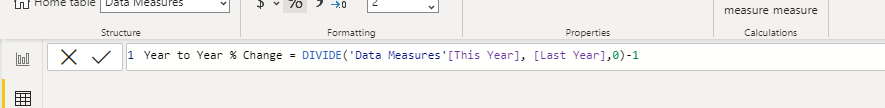 Home table Data Measures
$ % 9 .00 2
measure measure
Structure Formatting Properties Calculations
1 Year to Year % Change = DIVIDE('Data Measures'[This Year], [Last Year],0)-1